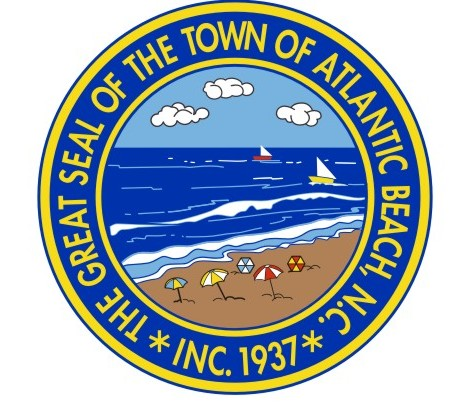 THE GREAT SEAL OF THE TOWN OF ATLANTIC BEACH, N.C.
* INC. 1937 *